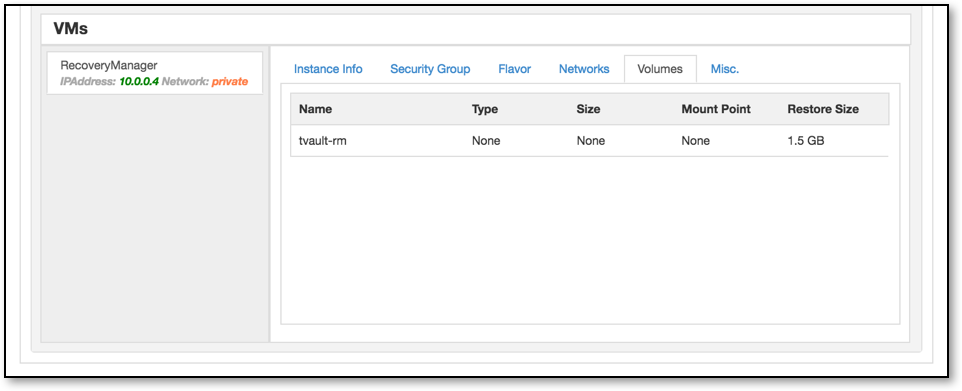 VMs
RecoveryManager
IPAddress: 10.0.0.4 Network: private
Instance Info Security Group Flavor Networks Volumes Misc.
Name Type Size Mount Point Restore Size
tvault-rm None None None 1.5 GB